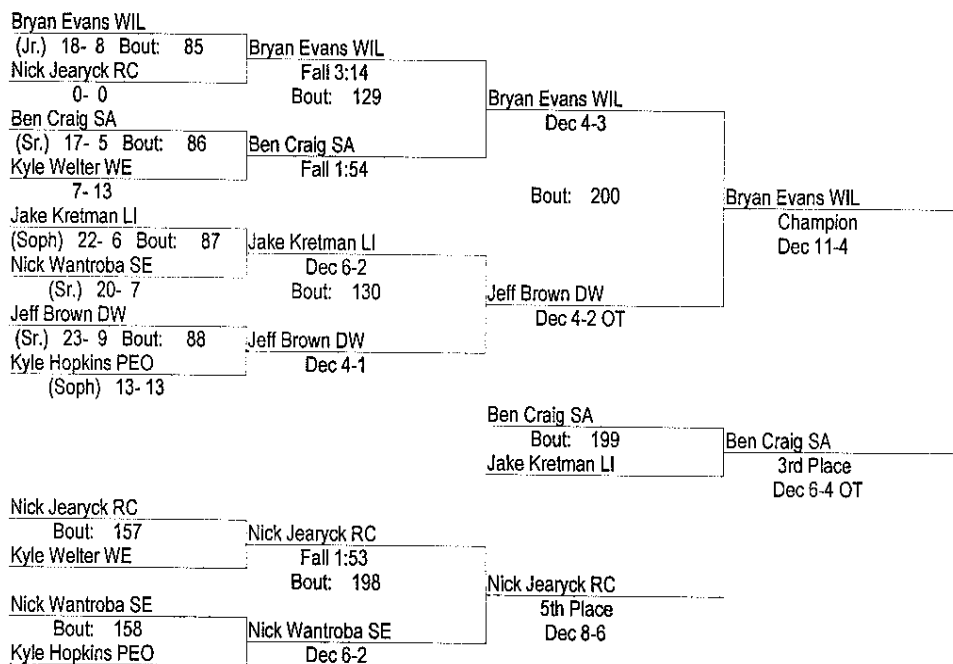 Bryan Evans WIL
(Jr.) 18- 8 Bout: 85
Nick Jearyck RC
0- 0
Ben Craig SA
(Sr.) 17- 5 Bout: 86
Kyle Welter WE
7- 13
Jake Kretman LI
(Soph) 22- 6 Bout: 87
Nick Wantroba SE
(Sr.) 20- 7
Jeff Brown DW
(Sr.) 23- 9 Bout: 88
Kyle Hopkins PEO
(Soph) 13- 13
Bryan Evans WIL
Fall 3:14
Bout: 129
Ben Craig SA
Fall 1:54
Jake Kretman LI
Dec 6-2
Bout: 130
Jeff Brown DW
Dec 4-1
Bryan Evans WIL
Dec 4-3
Bout: 200
Jeff Brown DW
Dec 4-2 OT
Bryan Evans WIL
Champion
Dec 11-4
Ben Craig SA
Bout: 199
Jake Kretman LI
Ben Craig SA
3rd Place
Dec 6-4 OT
Nick Jearyck RC
Bout: 157
Kyle Welter WE
Nick Wantroba SE
Bout: 158
Kyle Hopkins PEO
Nick Jearyck RC
Fall 1:53
Bout: 198
Nick Wantroba SE
Dec 6-2
Nick Jearyck RC
5th Place
Dec 8-6